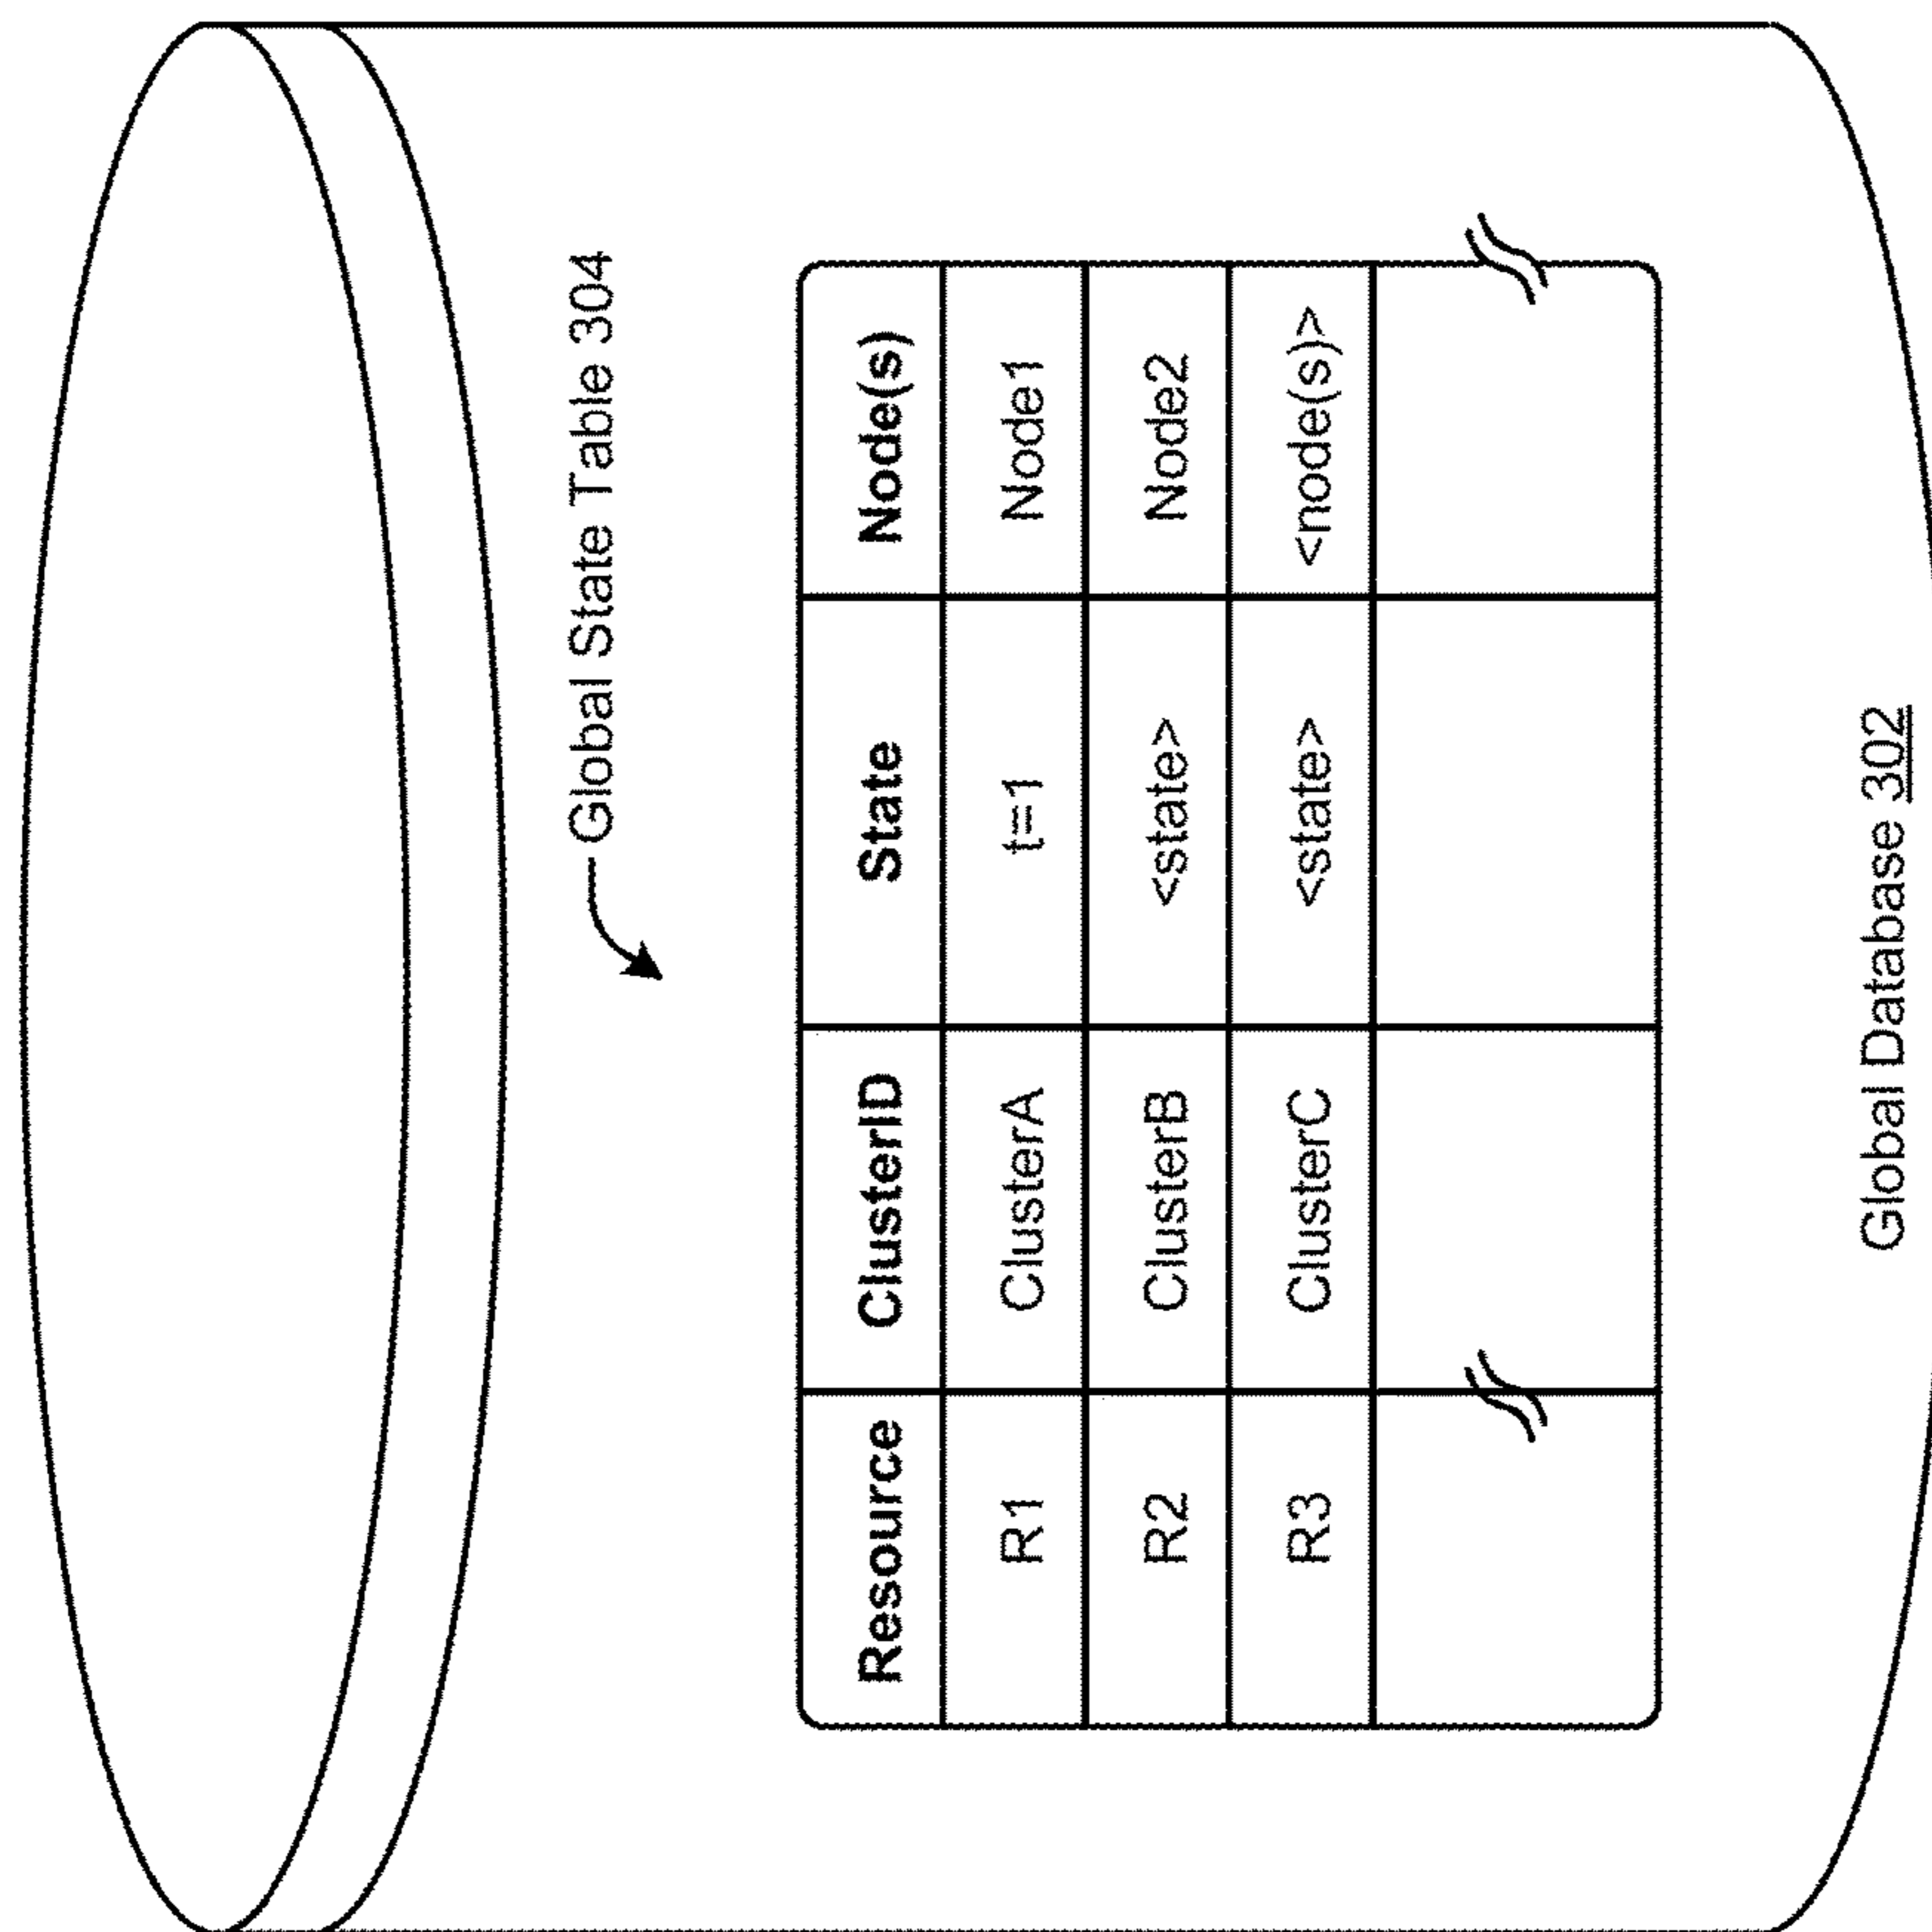 Global State Table 304
Resource ClusterID State Node(s)
R1 ClusterA t=1 Node1
R2 ClusterB <state> Node2
R3 ClusterC <state> <node(s)>
Global Database 302